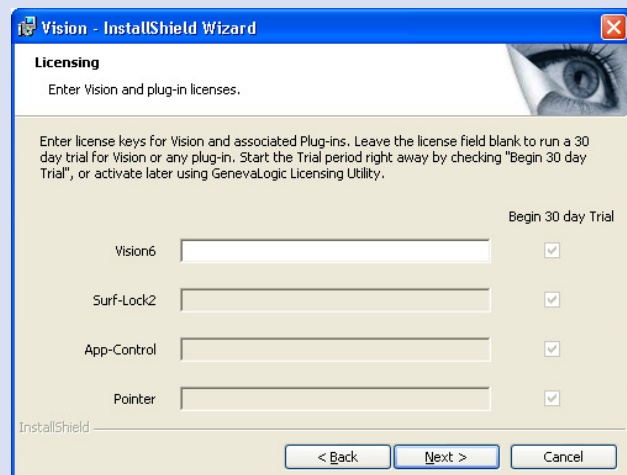 Vision - InstallShield Wizard
Licensing
Enter Vision and plug-in licenses.
Enter license keys for Vision and associated Plug-ins. Leave the license field blank to run a 30
day trial for Vision or any plug-in. Start the Trial period right away by checking "Begin 30 day
Trial", or activate later using GenevaLogic Licensing Utility.
Begin 30 day Trial
Vision6
Surf-Lock2
App-Control
Pointer
InstallShield
< Back Next > Cancel